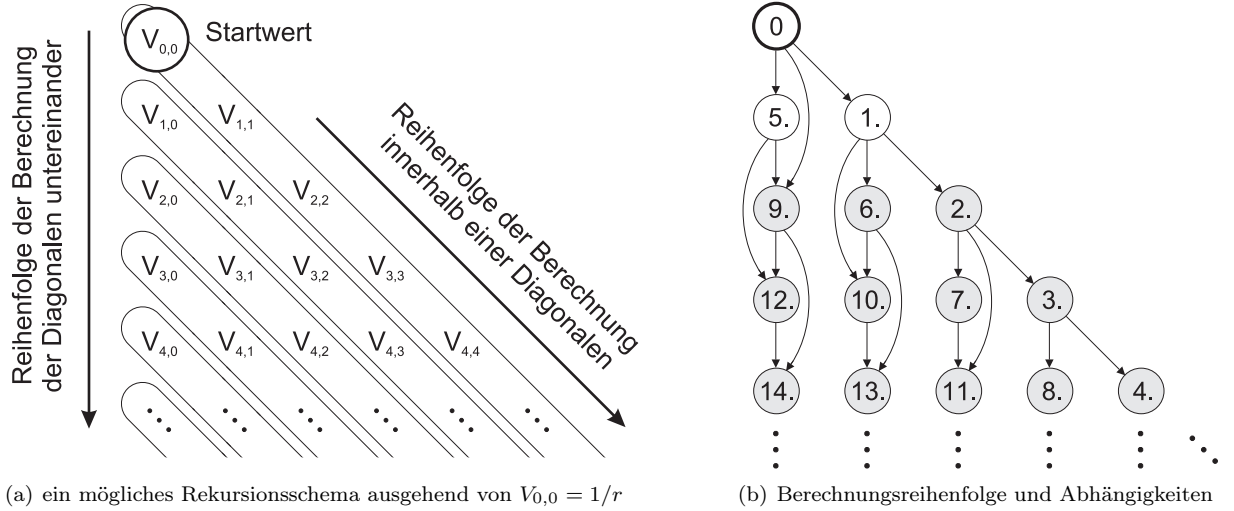 Reihenfolge der Berechnung
der Diagonalen untereinander
V0,0
Startwert
V1,0 V1,1
V2,0 V2,1 V2,2
V3,0 V3,1 V3,2 V3,3
V4,0 V4,1 V4,2 V4,3 V4,4
Reihenfolge der Berechnung
innerhalb einer Diagonalen
(a) ein mögliches Rekursionsschema ausgehend von V0,0 = 1/r
0
5. 1.
9. 6. 2.
12. 10. 7. 3.
14. 13. 11. 8. 4.
(b) Berechnungsreihenfolge und Abhängigkeiten